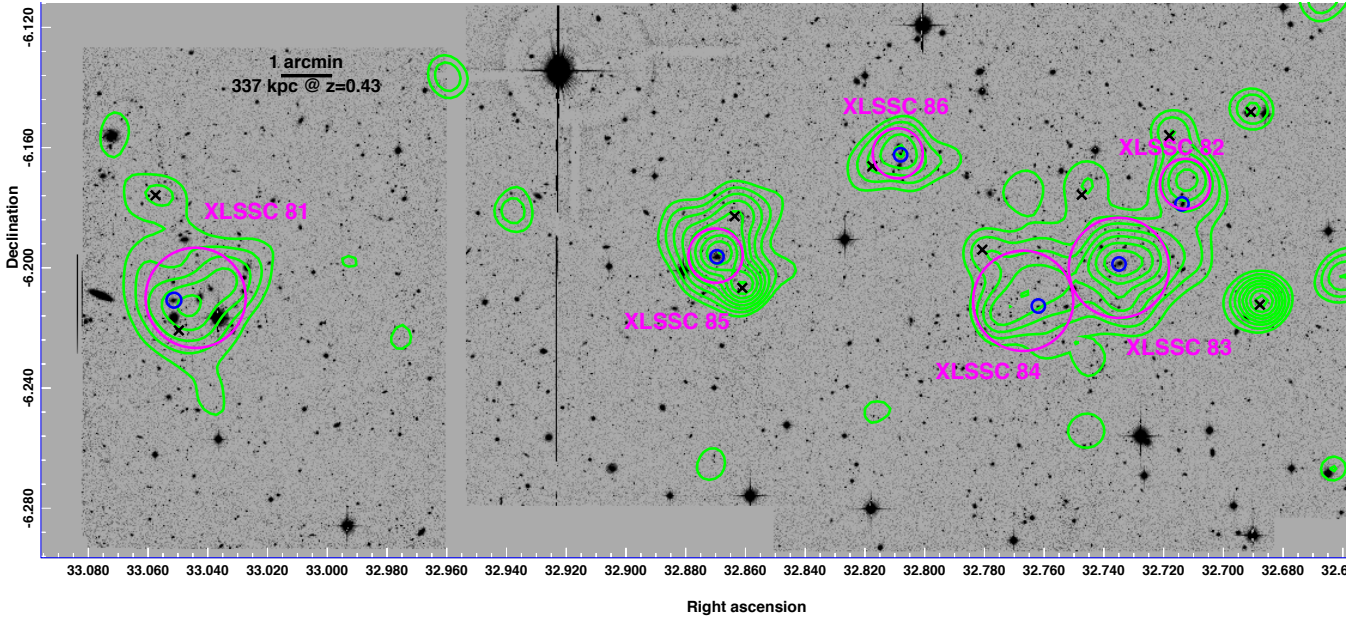 1 arcmin
337 kpc @ z=0.43
XLSSC 86
XLSSC 82
XLSSC 81
XLSSC 85
XLSSC 83
XLSSC 84
Declination
-6.120
-6.160
-6.200
-6.240
-6.280
33.080 33.060 33.040 33.020 33.000 32.980 32.960 32.940 32.920 32.900 32.880 32.860 32.840 32.820 32.800 32.780 32.760 32.740 32.720 32.700 32.680 32.6
Right ascension